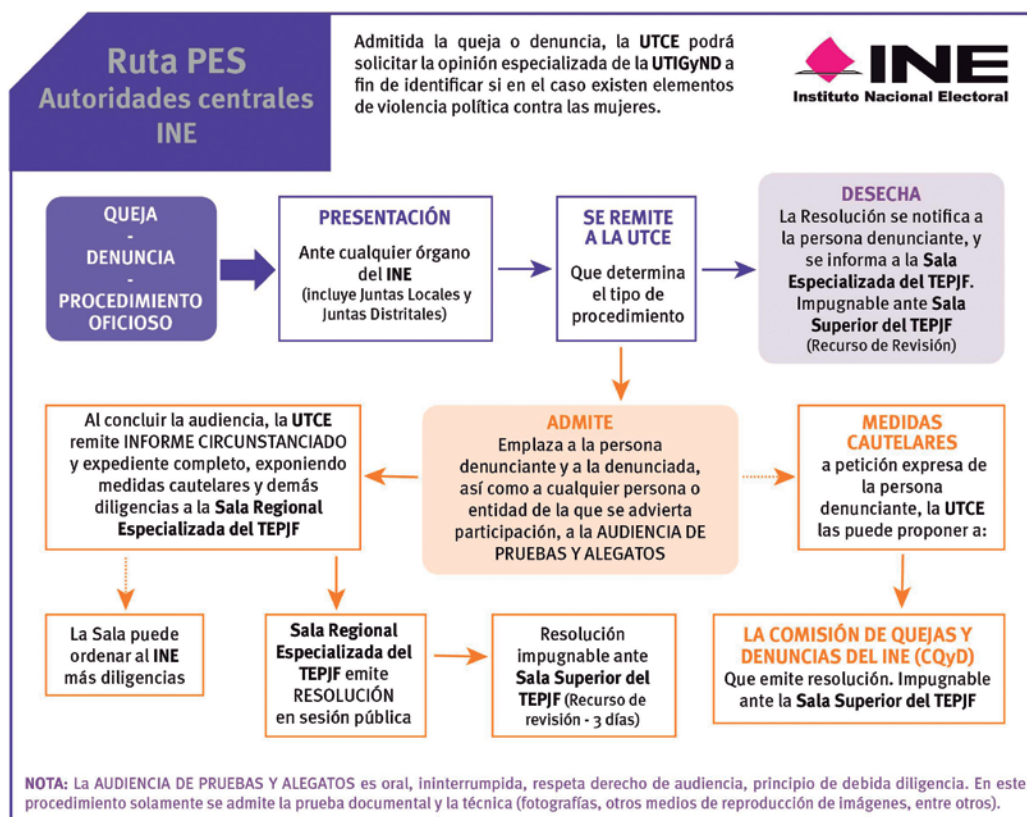 Ruta PES
Autoridades centrales
INE
Admitida la queja o denuncia, la UTCE podrá
solicitar la opinión especializada de la UTIGyND a
fin de identificar si en el caso existen elementos
de violencia política contra las mujeres.
INE
Instituto Nacional Electoral
QUEJA
-
DENUNCIA
-
PROCEDIMIENTO
OFICIOSO
PRESENTACIÓN
Ante cualquier órgano
del INE
(incluye Juntas Locales y
Juntas Distritales)
SE REMITE
A LA UTCE
Que determina
el tipo de
procedimiento
DESECHA
La Resolución se notifica a
la persona denunciante, y
se informa a la Sala
Especializada del TEPJF.
Impugnable ante Sala
Superior del TEPJF
(Recurso de Revisión)
Al concluir la audiencia, la UTCE
remite INFORME CIRCUNSTANCIADO
y expediente completo, exponiendo
medidas cautelares y demás
diligencias a la Sala Regional
Especializada del TEPJF
ADMITE
Emplaza a la persona
denunciante y a la denunciada,
así como a cualquier persona o
entidad de la que se advierta
participación, a la AUDIENCIA DE
PRUEBAS Y ALEGATOS
MEDIDAS
CAUTELARES
a petición expresa de
la persona
denunciante, la UTCE
las puede proponer a:
La Sala puede
ordenar al INE
más diligencias
Sala Regional
Especializada del
TEPJF emite
RESOLUCIÓN
en sesión pública
Resolución
impugnable ante
Sala Superior del
TEPJF (Recurso de
revisión - 3 días)
LA COMISIÓN DE QUEJAS Y
DENUNCIAS DEL INE (CQyD)
Que emite resolución. Impugnable
ante la Sala Superior del TEPJF
NOTA: La AUDIENCIA DE PRUEBAS Y ALEGATOS es oral, ininterrumpida, respeta derecho de audiencia, principio de debida diligencia. En este
procedimiento solamente se admite la prueba documental y la técnica (fotografías, otros medios de reproducción de imágenes, entre otros).